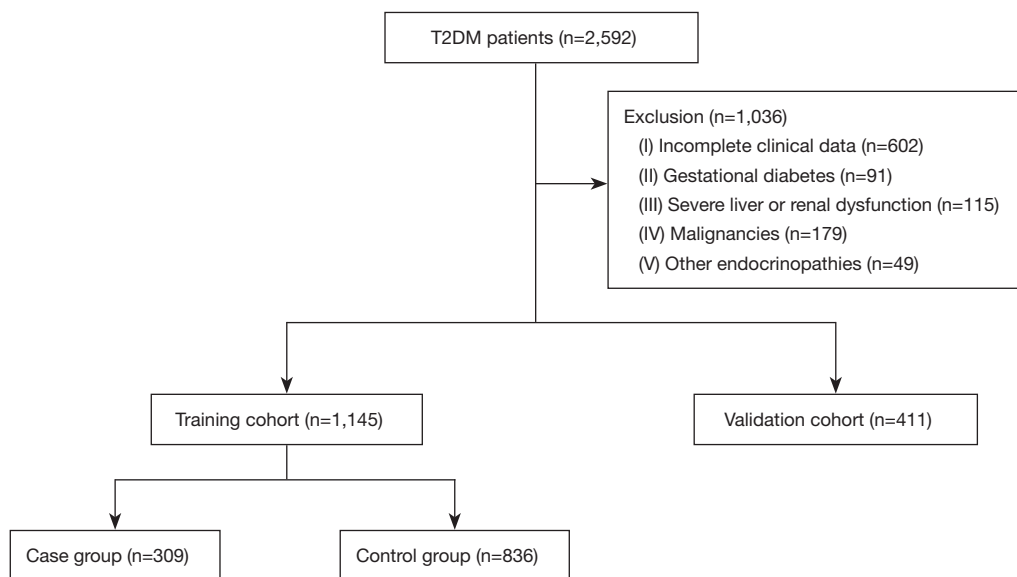 T2DM patients (n=2,592)
Exclusion (n=1,036)
(I) Incomplete clinical data (n=602)
(II) Gestational diabetes (n=91)
(III) Severe liver or renal dysfunction (n=115)
(IV) Malignancies (n=179)
(V) Other endocrinopathies (n=49)
Training cohort (n=1,145)
Validation cohort (n=411)
Case group (n=309)
Control group (n=836)